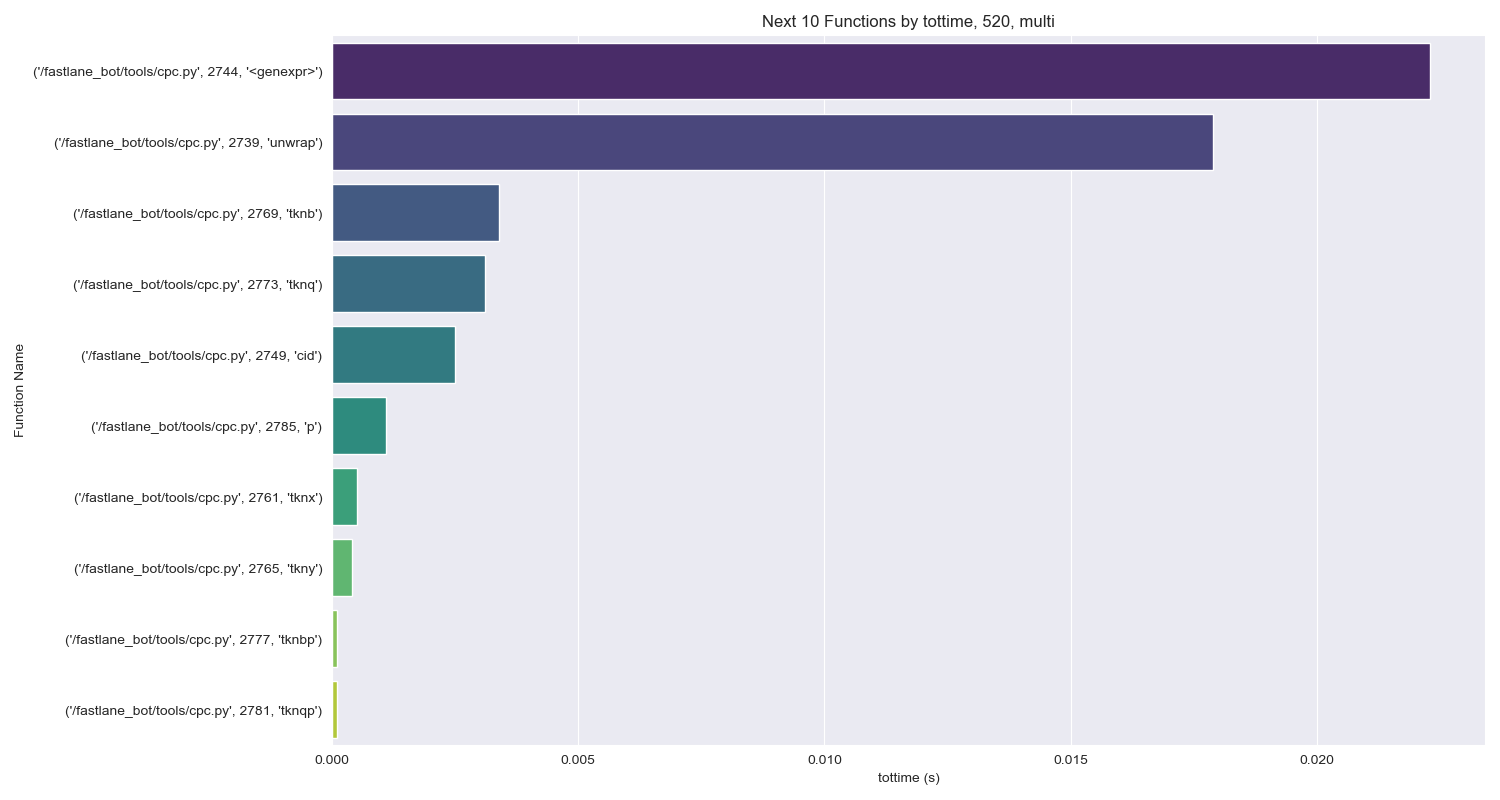 Next 10 Functions by tottime, 520, multi
('/fastlane_bot/tools/cpc.py', 2744, '<genexpr>')
('/fastlane_bot/tools/cpc.py', 2739, 'unwrap')
('/fastlane_bot/tools/cpc.py', 2769, 'tknb')
('/fastlane_bot/tools/cpc.py', 2773, 'tknq')
('/fastlane_bot/tools/cpc.py', 2749, 'cid')
('/fastlane_bot/tools/cpc.py', 2785, 'p')
('/fastlane_bot/tools/cpc.py', 2761, 'tknx')
('/fastlane_bot/tools/cpc.py', 2765, 'tkny')
('/fastlane_bot/tools/cpc.py', 2777, 'tknbp')
('/fastlane_bot/tools/cpc.py', 2781, 'tknqp')
Function Name
0.000 0.005 0.010 0.015 0.020
tottime (s)